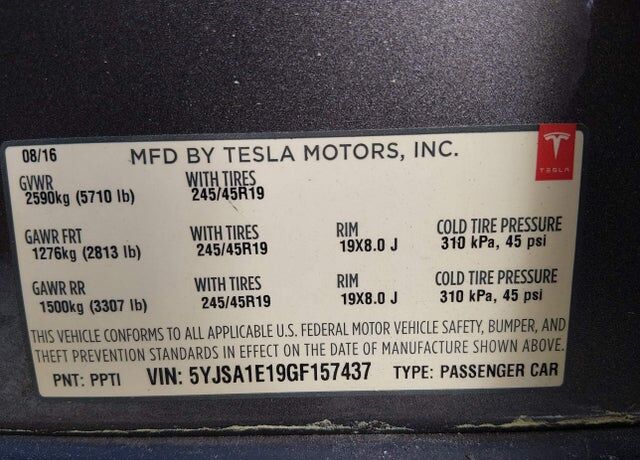 08/16 MFD BY TESLA MOTORS, INC.
TESLA
GVWR WITH TIRES
2590kg (5710 lb) 245/45R19
GAWR FRT WITH TIRES RIM COLD TIRE PRESSURE
1276kg (2813 lb) 245/45R19 19X8.0 J 310 kPa, 45 psi
GAWR RR WITH TIRES RIM COLD TIRE PRESSURE
1500kg (3307 lb) 245/45R19 19X8.0 J 310 kPa, 45 psi
THIS VEHICLE CONFORMS TO ALL APPLICABLE U.S. FEDERAL MOTOR VEHICLE SAFETY, BUMPER, AND
THEFT PREVENTION STANDARDS IN EFFECT ON THE DATE OF MANUFACTURE SHOWN ABOVE.
PNT: PPTI VIN: 5YJSA1E19GF157437 TYPE: PASSENGER CAR